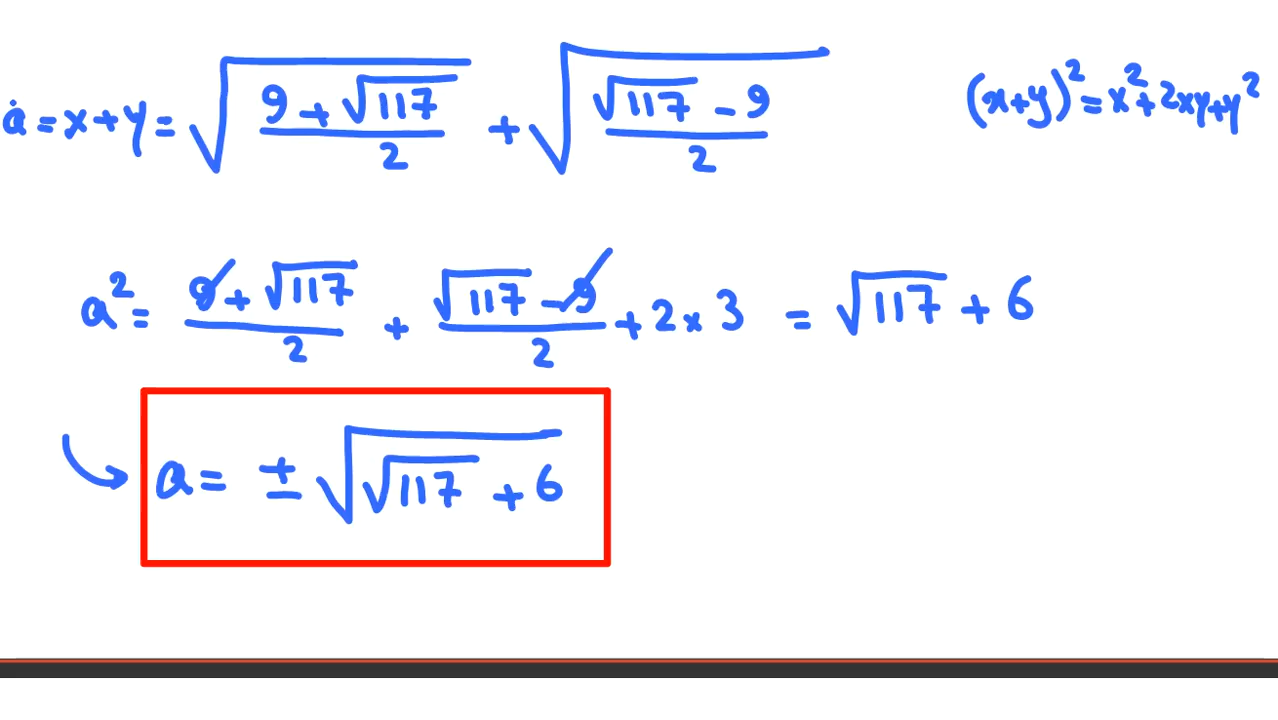 a = x + y = √((9 + √117)/2) + √((√117 - 9)/2)
(x+y)² = x² + 2xy + y²
a² = (9 + √117)/2 + (√117 - 9)/2 + 2 × 3 = √117 + 6
a = ± √(√117 + 6)